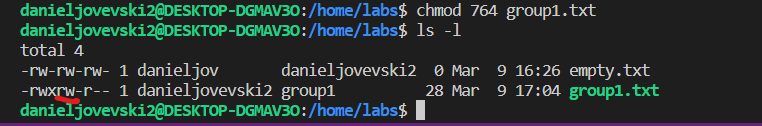 danieljovevski2@DESKTOP-DGMAV3O:/home/labs$ chmod 764 group1.txt
danieljovevski2@DESKTOP-DGMAV3O:/home/labs$ ls -l
total 4
-rw-rw-rw- 1 danieljov       danieljovevski2  0 Mar  9 16:26 empty.txt
-rwxrw-r-- 1 danieljovevski2 group1          28 Mar  9 17:04 group1.txt
danieljovevski2@DESKTOP-DGMAV3O:/home/labs$